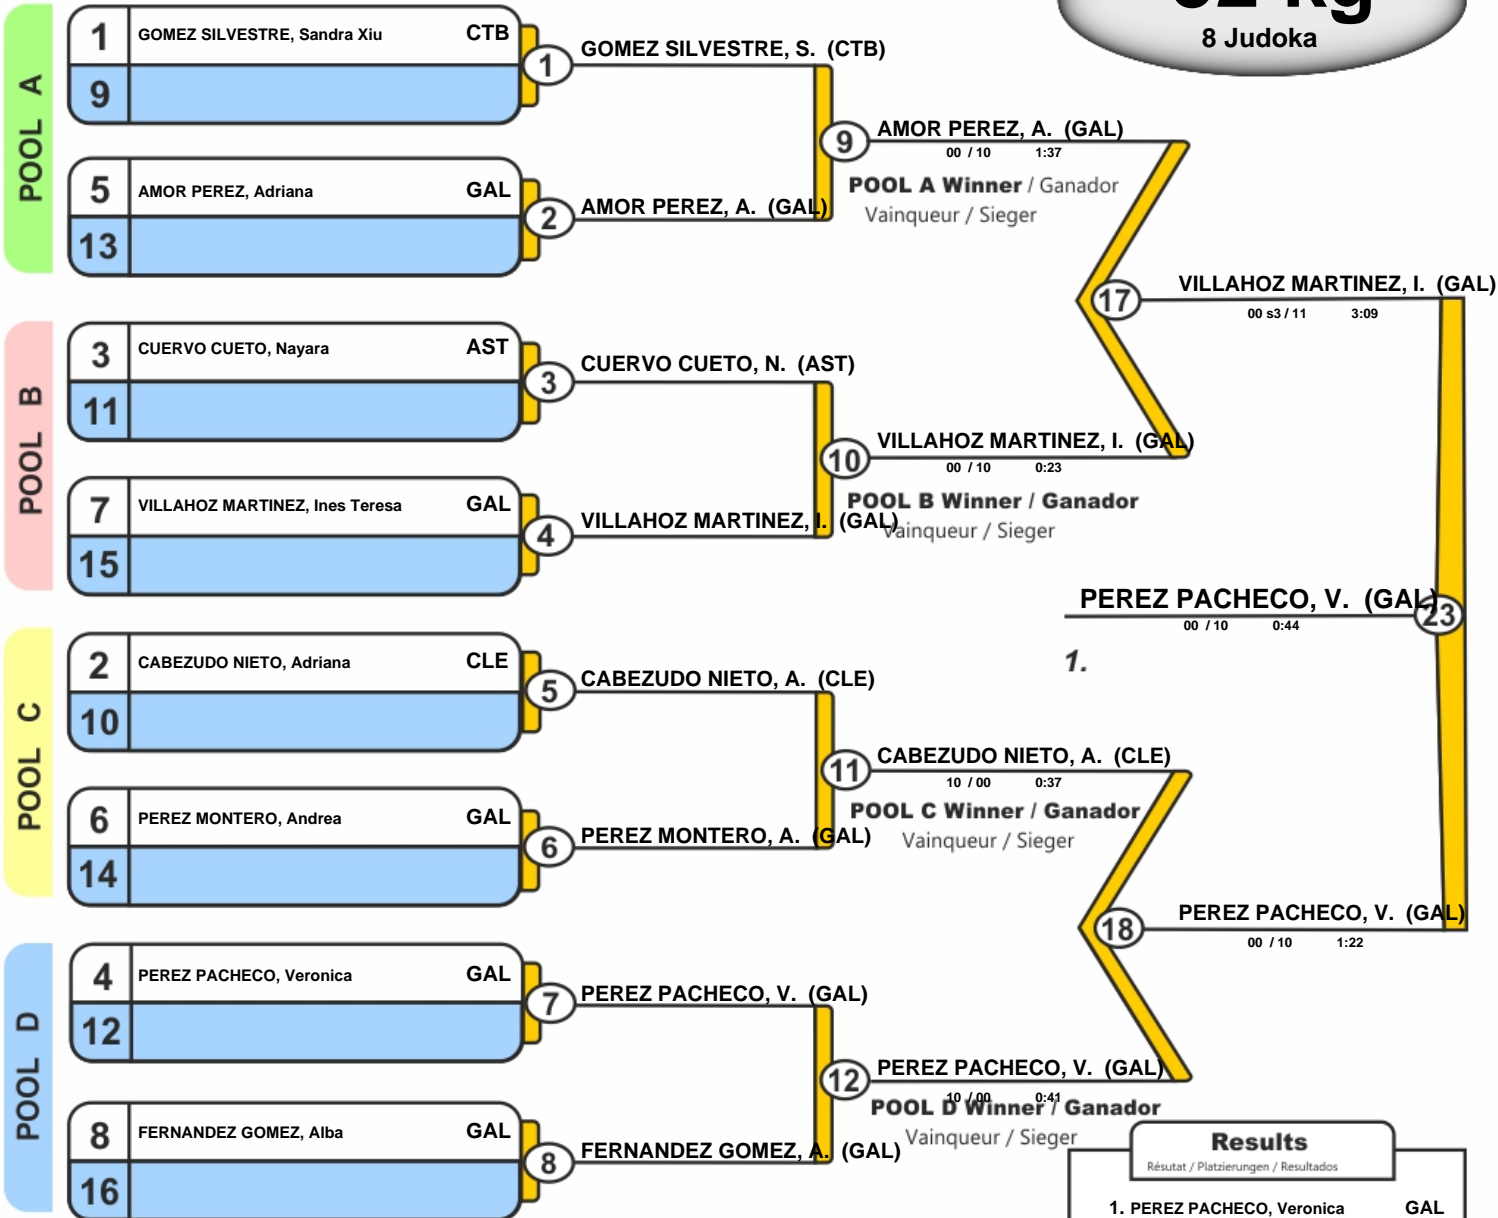 8 Judoka
POOL A
1 GOMEZ SILVESTRE, Sandra Xiu CTB
9
1
GOMEZ SILVESTRE, S. (CTB)
5 AMOR PEREZ, Adriana GAL
13
2
AMOR PEREZ, A. (GAL)
9
AMOR PEREZ, A. (GAL)
00 / 10 1:37
POOL A Winner / Ganador
Vainqueur / Sieger
POOL B
3 CUERVO CUETO, Nayara AST
11
3
CUERVO CUETO, N. (AST)
7 VILLAHOZ MARTINEZ, Ines Teresa GAL
15
4
VILLAHOZ MARTINEZ, I. (GAL)
10
VILLAHOZ MARTINEZ, I. (GAL)
00 / 10 0:23
POOL B Winner / Ganador
Vainqueur / Sieger
17
VILLAHOZ MARTINEZ, I. (GAL)
00 s3 / 11 3:09
PEREZ PACHECO, V. (GAL)
23
00 / 10 0:44
1.
POOL C
2 CABEZUDO NIETO, Adriana CLE
10
5
CABEZUDO NIETO, A. (CLE)
6 PEREZ MONTERO, Andrea GAL
14
6
PEREZ MONTERO, A. (GAL)
11
CABEZUDO NIETO, A. (CLE)
10 / 00 0:37
POOL C Winner / Ganador
Vainqueur / Sieger
18
PEREZ PACHECO, V. (GAL)
00 / 10 1:22
POOL D
4 PEREZ PACHECO, Veronica GAL
12
7
PEREZ PACHECO, V. (GAL)
8 FERNANDEZ GOMEZ, Alba GAL
16
8
FERNANDEZ GOMEZ, A. (GAL)
12
PEREZ PACHECO, V. (GAL)
10 / 00 0:41
POOL D Winner / Ganador
Vainqueur / Sieger
Results
Résutat / Platzierungen / Resultados
1. PEREZ PACHECO, Veronica GAL